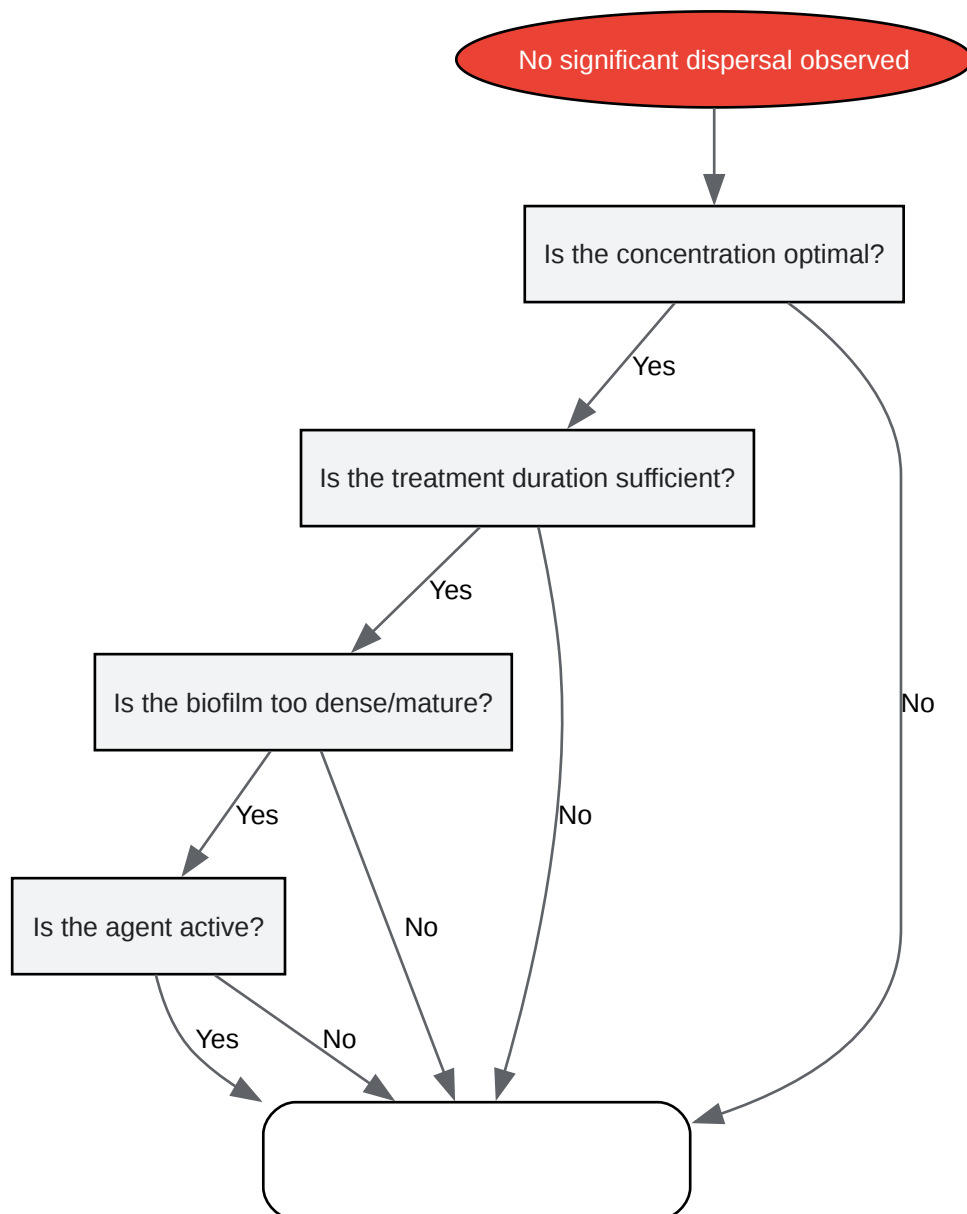 No significant dispersal observed
Is the concentration optimal?
Yes
Is the treatment duration sufficient?
Yes
Is the biofilm too dense/mature?
No
Yes
No
Is the agent active?
No
Yes
No